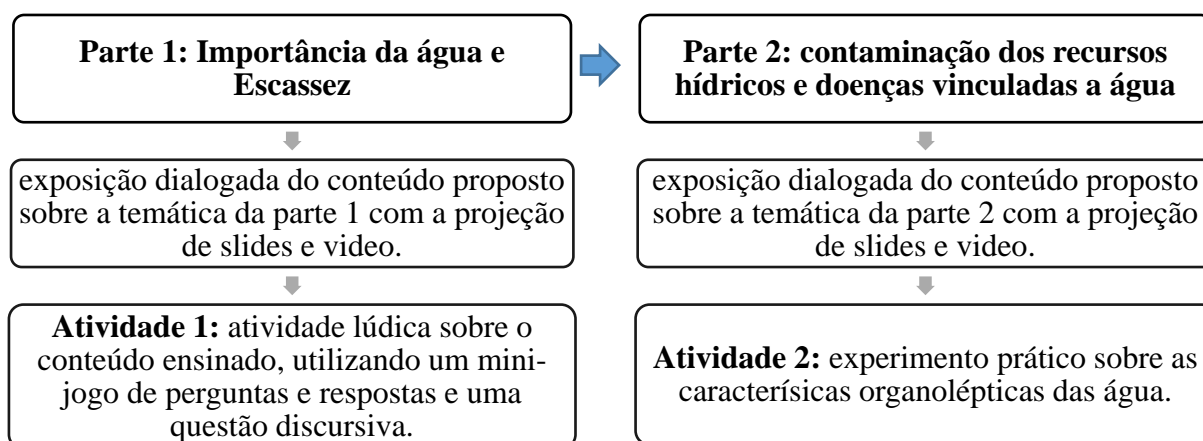 Parte 1: Importância da água e
Escassez
exposição dialogada do conteúdo proposto
sobre a temática da parte 1 com a projeção
de slides e video.
Atividade 1: atividade lúdica sobre o
conteúdo ensinado, utilizando um mini-
jogo de perguntas e respostas e uma
questão discursiva.
Parte 2: contaminação dos recursos
hídricos e doenças vinculadas a água
exposição dialogada do conteúdo proposto
sobre a temática da parte 2 com a projeção
de slides e video.
Atividade 2: experimento prático sobre as
caracterísicas organolépticas das água.